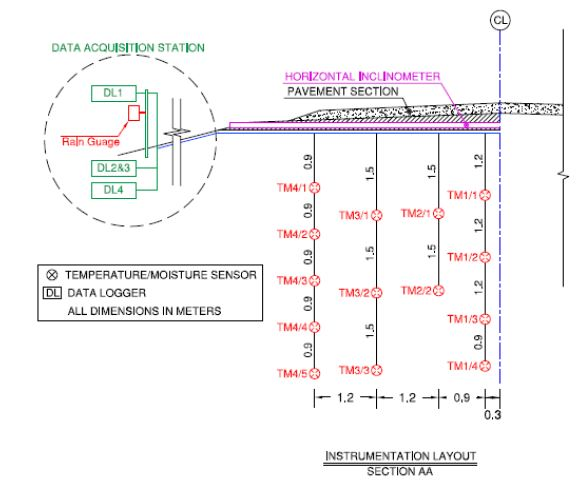 CL
DATA ACQUISITION STATION
HORIZONTAL INCLINOMETER
PAVEMENT SECTION
DL1
Rain Guage
DL2&3
DL4
0.9
1.5
1.5
1.2
TM4/1
TM3/1
TM2/1
TM1/1
0.9
1.5
1.5
1.2
TM4/2
TM1/2
0.9
1.2
TM4/3
TM3/2
TM2/2
TM1/3
0.9
1.5
0.9
TM4/4
0.9
TM4/5
TM3/3
TM1/4
TEMPERATURE/MOISTURE SENSOR
DL DATA LOGGER
ALL DIMENSIONS IN METERS
1.2 1.2 0.9
0.3
INSTRUMENTATION LAYOUT
SECTION AA